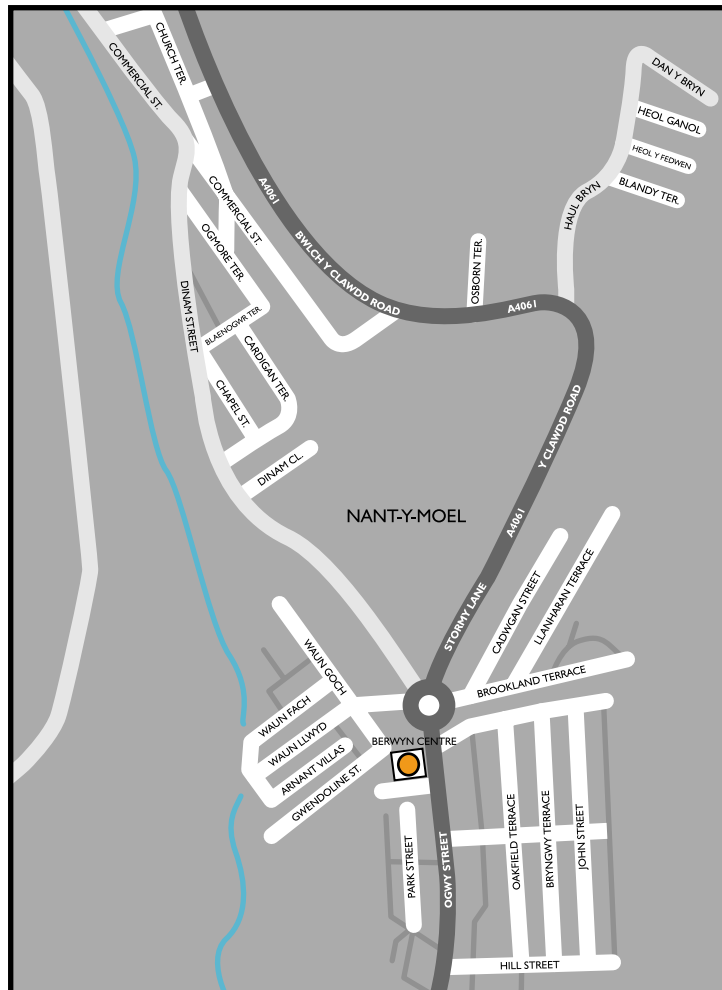 COMMERCIAL ST.
CHURCH TER.
DAN Y BRYN
HEOL GANOL
HEOL Y FEDWEN
BLANDY TER.
HAUL BRYN
A4061
COMMERCIAL ST.
OGMORE TER.
BWLCH Y CLAWDD ROAD
OSBORN TER.
A4061
DINAM STREET
BLAENOGWR TER.
CARDIGAN TER.
CHAPEL ST.
Y CLAWDD ROAD
DINAM CL.
NANT-Y-MOEL
A4061
STORMY LANE
CADWGAN STREET
LLANHARAN TERRACE
WAUN GOCH
BROOKLAND TERRACE
WAUN FACH
WAUN LLWYD
BERWYN CENTRE
ARNANT VILLAS
GWENDOLINE ST.
PARK STREET
OGWY STREET
OAKFIELD TERRACE
BRYNGWY TERRACE
JOHN STREET
HILL STREET